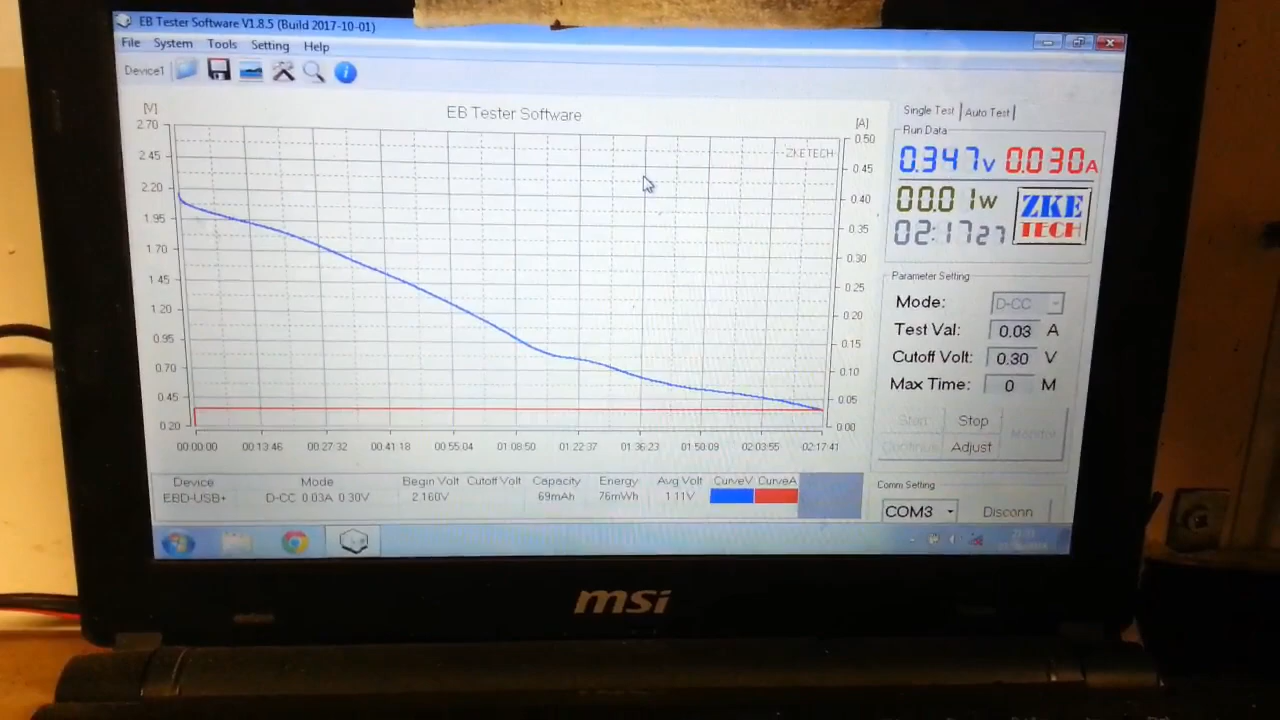 EB Tester Software V1.8.5 (Build 2017-10-01)
File System Tools Setting Help
Device1
[V] EB Tester Software [A]
ZKETECH
2.70
2.45
2.20
1.95
1.70
1.45
1.20
0.95
0.70
0.45
0.20
0.50
0.45
0.40
0.35
0.30
0.25
0.20
0.15
0.10
0.05
0.00
00:00:00 00:13:46 00:27:32 00:41:18 00:55:04 01:08:50 01:22:37 01:36:23 01:50:09 02:03:55 02:17:41
Device Mode Begin Volt Cutoff Volt Capacity Energy Avg Volt CurveV CurveA
EBD-USB+ D-CC 0.03A 0.30V 2.160V 69mAh 76mWh 1.11V
Single Test Auto Test
Run Data
0.347V 0.030A
00.01W
02:17:27
ZKE
TECH
Parameter Setting
Mode: D-CC
Test Val: 0.03 A
Cutoff Volt: 0.30 V
Max Time: 0 M
Start Stop
Continue Adjust
Monitor
Comm Setting
COM3 Disconn
msi